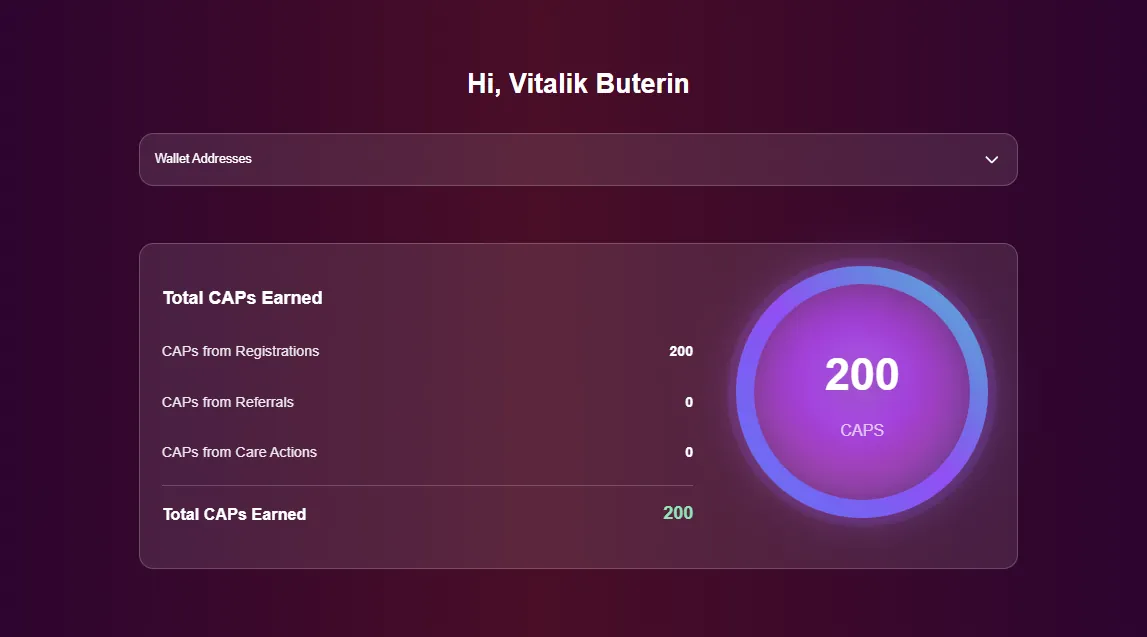 Hi, Vitalik Buterin
Wallet Addresses
Total CAPs Earned
CAPs from Registrations 200
CAPs from Referrals 0
CAPs from Care Actions 0
Total CAPs Earned 200
200
CAPS